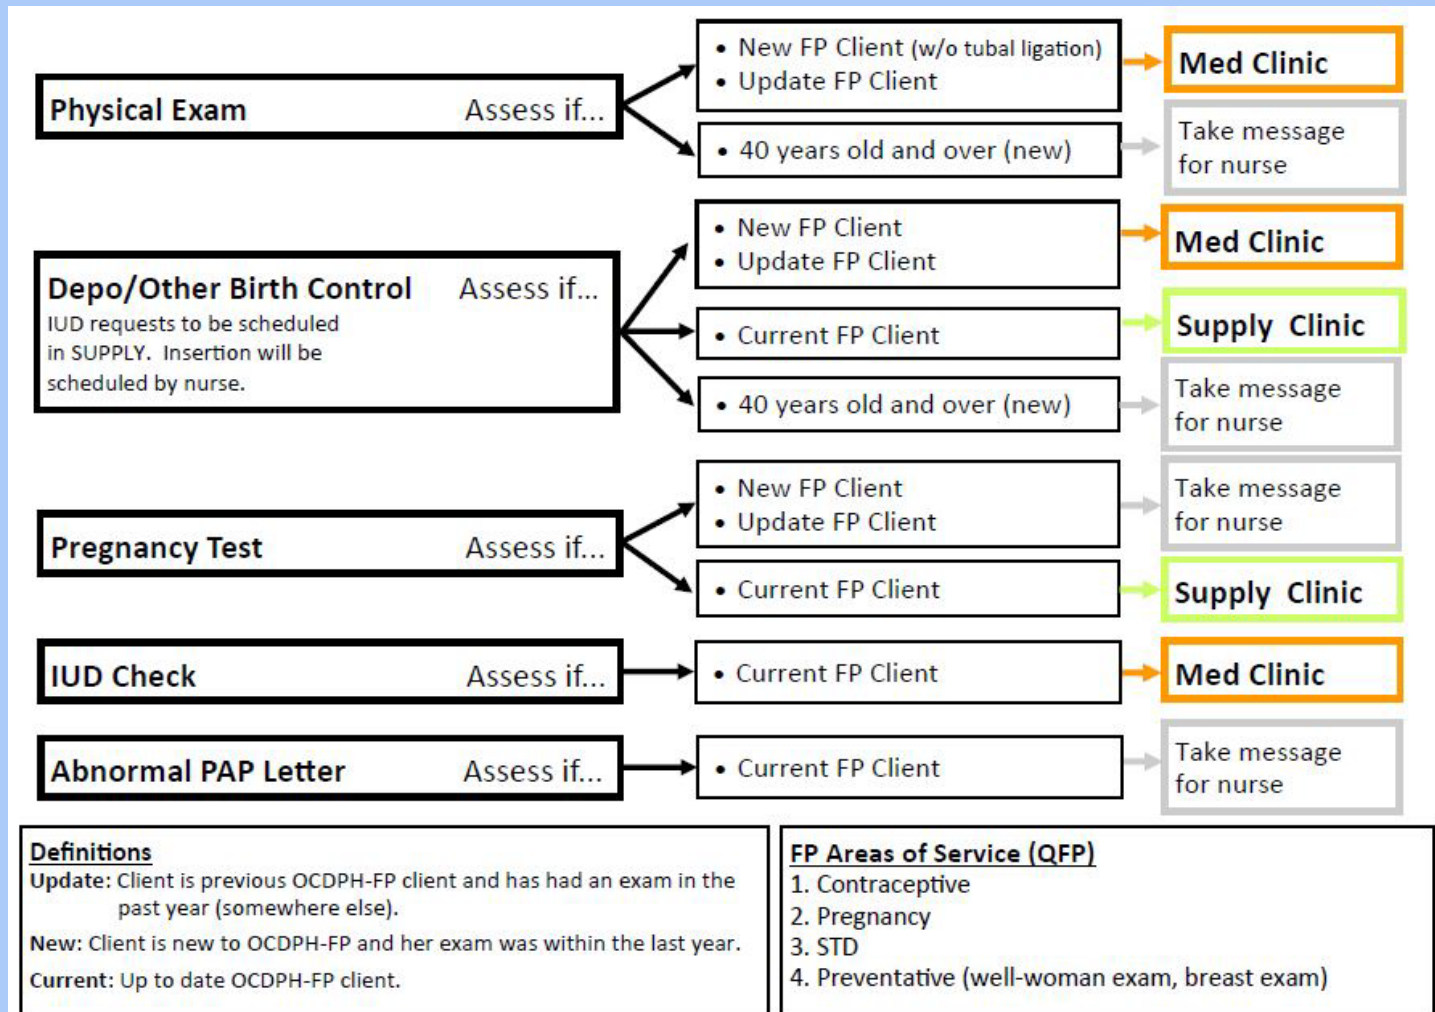 Physical Exam Assess if...
• New FP Client (w/o tubal ligation)
• Update FP Client
Med Clinic
• 40 years old and over (new)
Take message
for nurse
Depo/Other Birth Control Assess if...
IUD requests to be scheduled
in SUPPLY. Insertion will be
scheduled by nurse.
• New FP Client
• Update FP Client
Med Clinic
• Current FP Client
Supply Clinic
• 40 years old and over (new)
Take message
for nurse
Pregnancy Test Assess if...
• New FP Client
• Update FP Client
Take message
for nurse
• Current FP Client
Supply Clinic
IUD Check Assess if...
• Current FP Client
Med Clinic
Abnormal PAP Letter Assess if...
• Current FP Client
Take message
for nurse
Definitions
Update: Client is previous OCDPH-FP client and has had an exam in the
past year (somewhere else).
New: Client is new to OCDPH-FP and her exam was within the last year.
Current: Up to date OCDPH-FP client.
FP Areas of Service (QFP)
1. Contraceptive
2. Pregnancy
3. STD
4. Preventative (well-woman exam, breast exam)